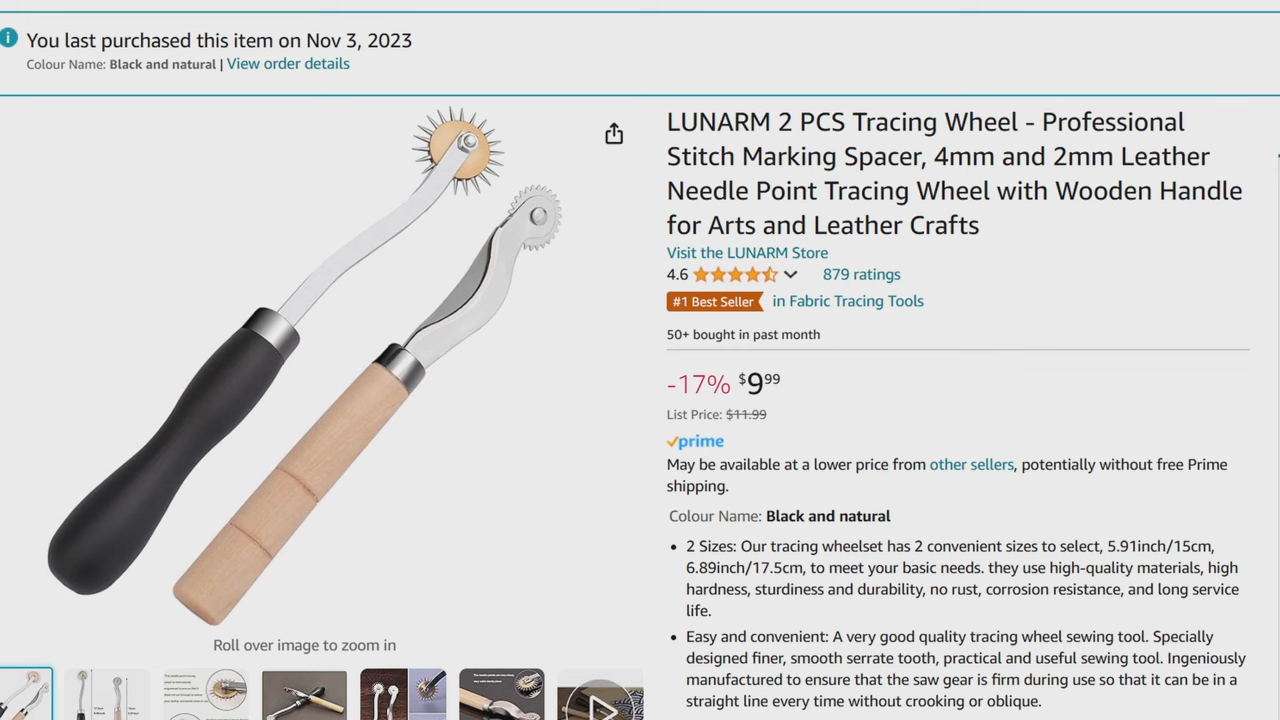 You last purchased this item on Nov 3, 2023
Colour Name: Black and natural | View order details
LUNARM 2 PCS Tracing Wheel - Professional
Stitch Marking Spacer, 4mm and 2mm Leather
Needle Point Tracing Wheel with Wooden Handle
for Arts and Leather Crafts
Visit the LUNARM Store
4.6 879 ratings
#1 Best Seller in Fabric Tracing Tools
50+ bought in past month
-17% $9 99
List Price: $11.99
prime
May be available at a lower price from other sellers, potentially without free Prime
shipping.
Colour Name: Black and natural
• 2 Sizes: Our tracing wheelset has 2 convenient sizes to select, 5.91inch/15cm,
6.89inch/17.5cm, to meet your basic needs. they use high-quality materials, high
hardness, sturdiness and durability, no rust, corrosion resistance, and long service
life.
• Easy and convenient: A very good quality tracing wheel sewing tool. Specially
designed finer, smooth serrate tooth, practical and useful sewing tool. Ingeniously
manufactured to ensure that the saw gear is firm during use so that it can be in a
straight line every time without crooking or oblique.
Roll over image to zoom in